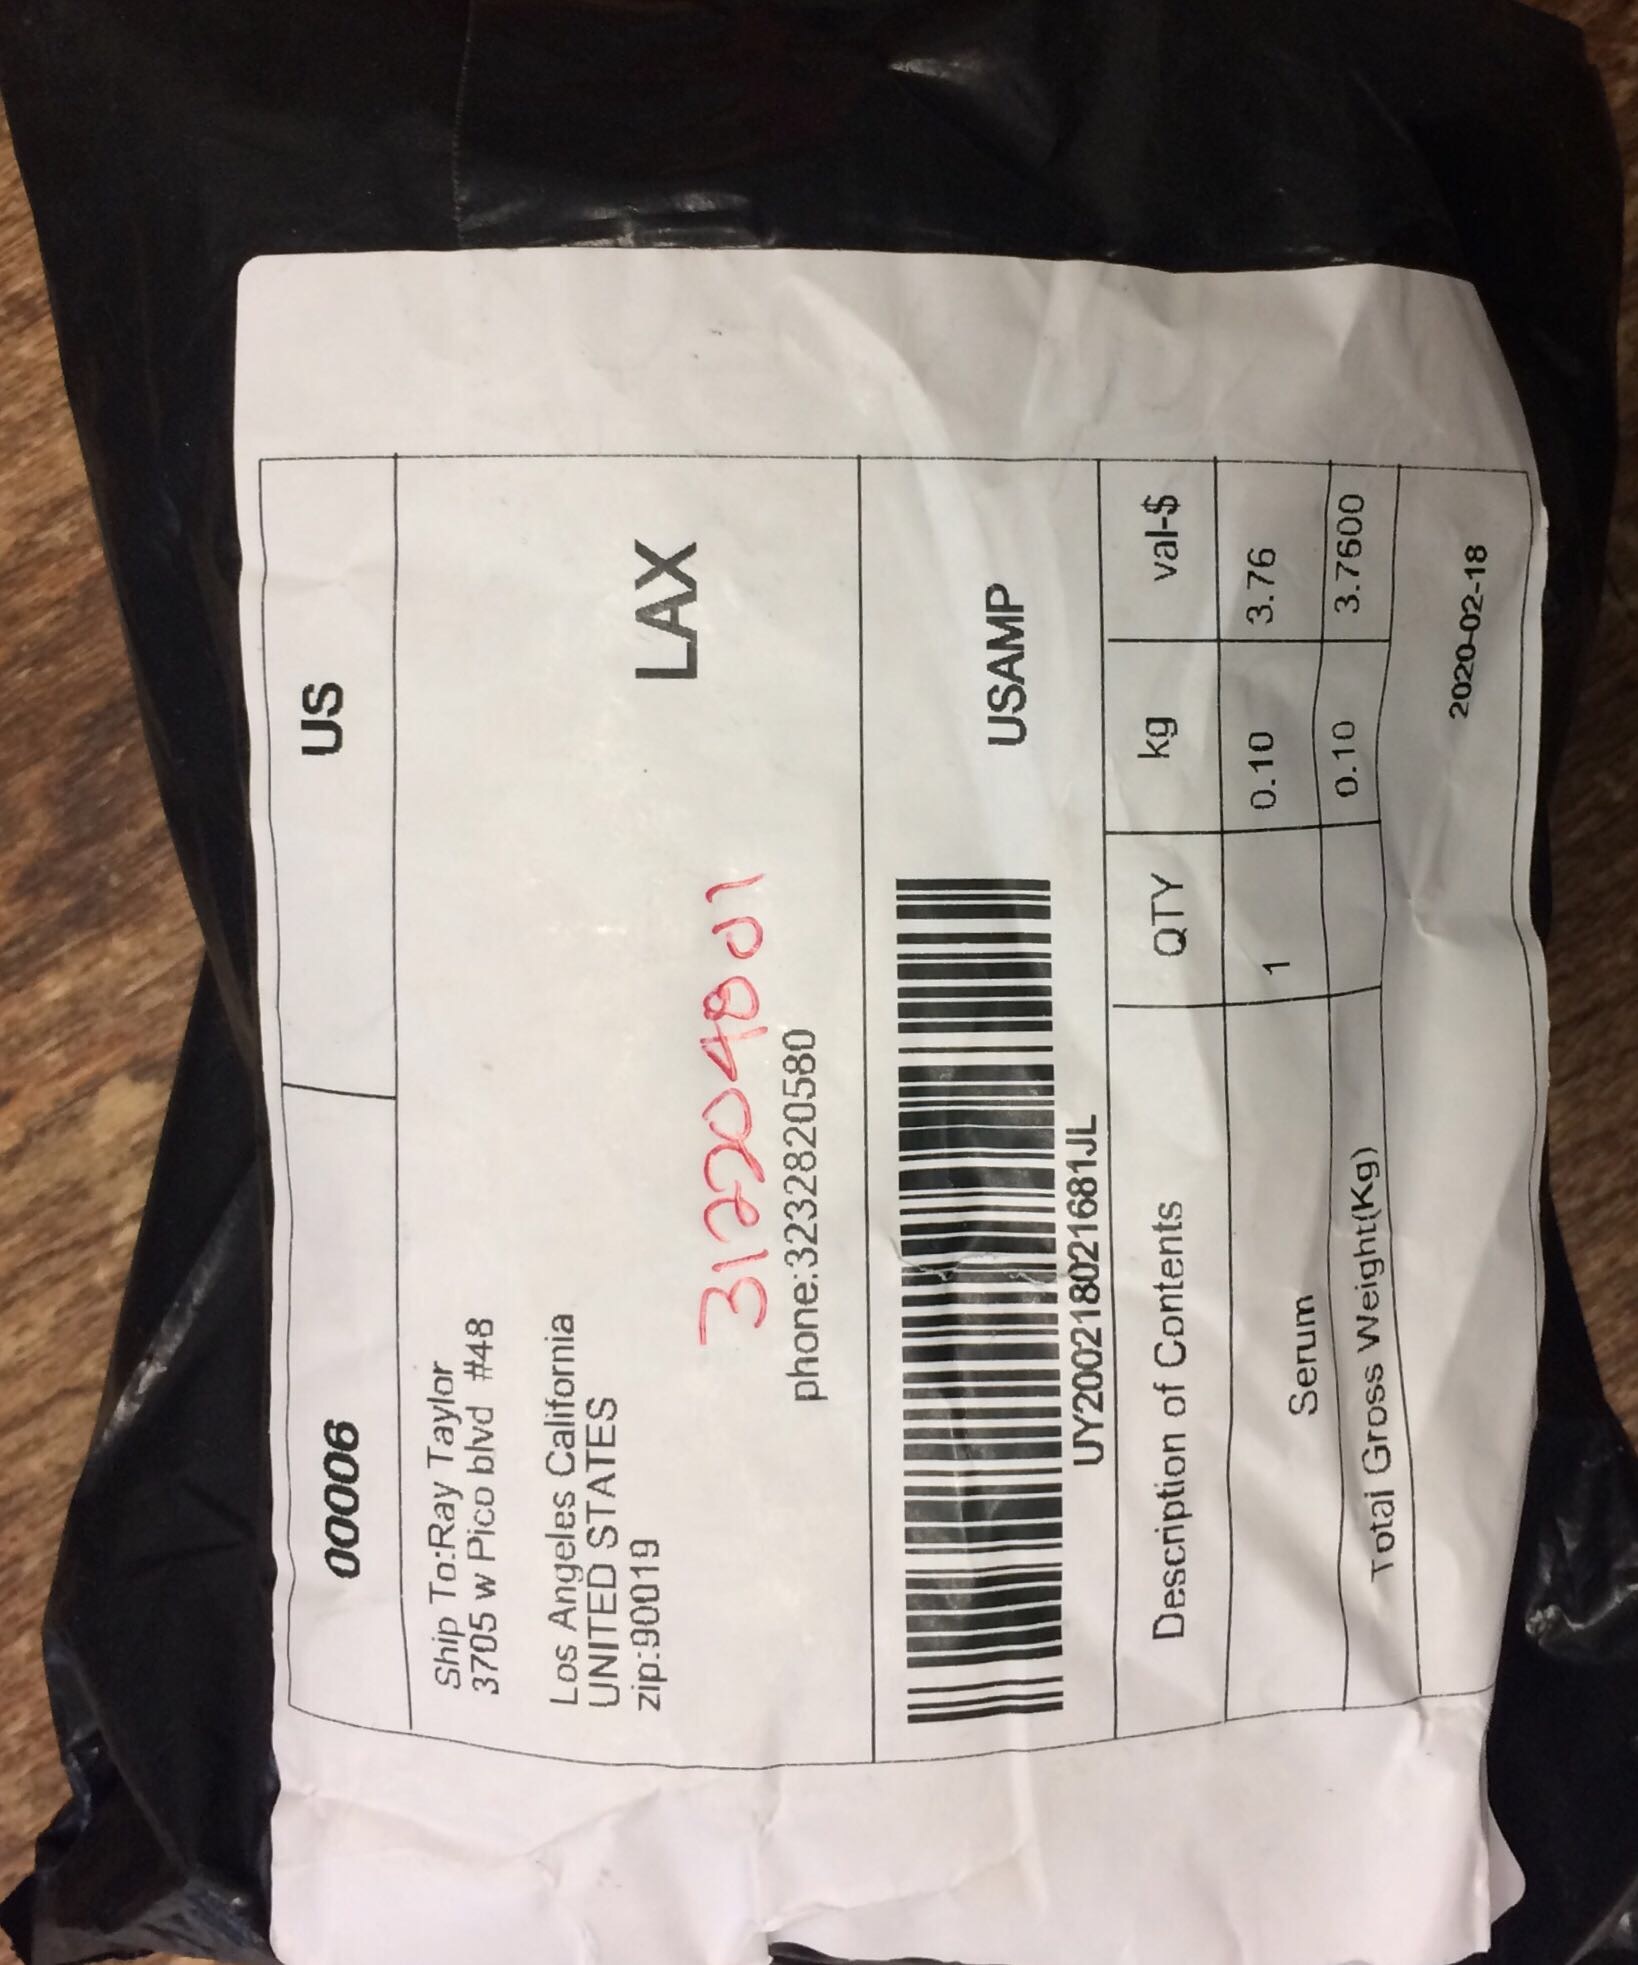 00006
US
Ship To:Ray Taylor
3705 w Pico blvd #48
Los Angeles California
UNITED STATES
zip:90019
LAX
phone:3232820580
USAMP
UY200218021681JL
Description of Contents QTY kg val-$
Serum 1 0.10 3.76
Total Gross Weight(Kg) 0.10 3.7600
2020-02-18